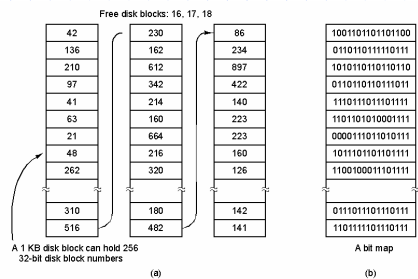 Free disk blocks: 16, 17, 18
42 230 86 1001101101101100
136 162 234 0110110111110111
210 612 897 1010110110110110
97 342 422 0110110110111011
41 214 140 1110111011101111
63 160 223 1101101010001111
21 664 223 0000111011010111
48 216 160 1011101101101111
262 320 126 1100100011101111
310 180 142 0111011101110111
516 482 141 1101111101110111
A 1 KB disk block can hold 256
32-bit disk block numbers
A bit map
(a) (b)